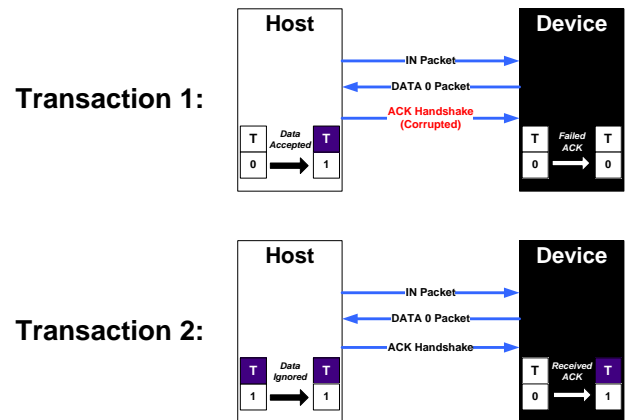 Host
Device
IN Packet
Transaction 1:
DATA 0 Packet
ACK Handshake
(Corrupted)
T
Data
Accepted
T
T
Failed
ACK
T
0
1
0
0
Host
Device
IN Packet
Transaction 2:
DATA 0 Packet
ACK Handshake
T
Data
Ignored
T
T
Received
ACK
T
1
1
0
1